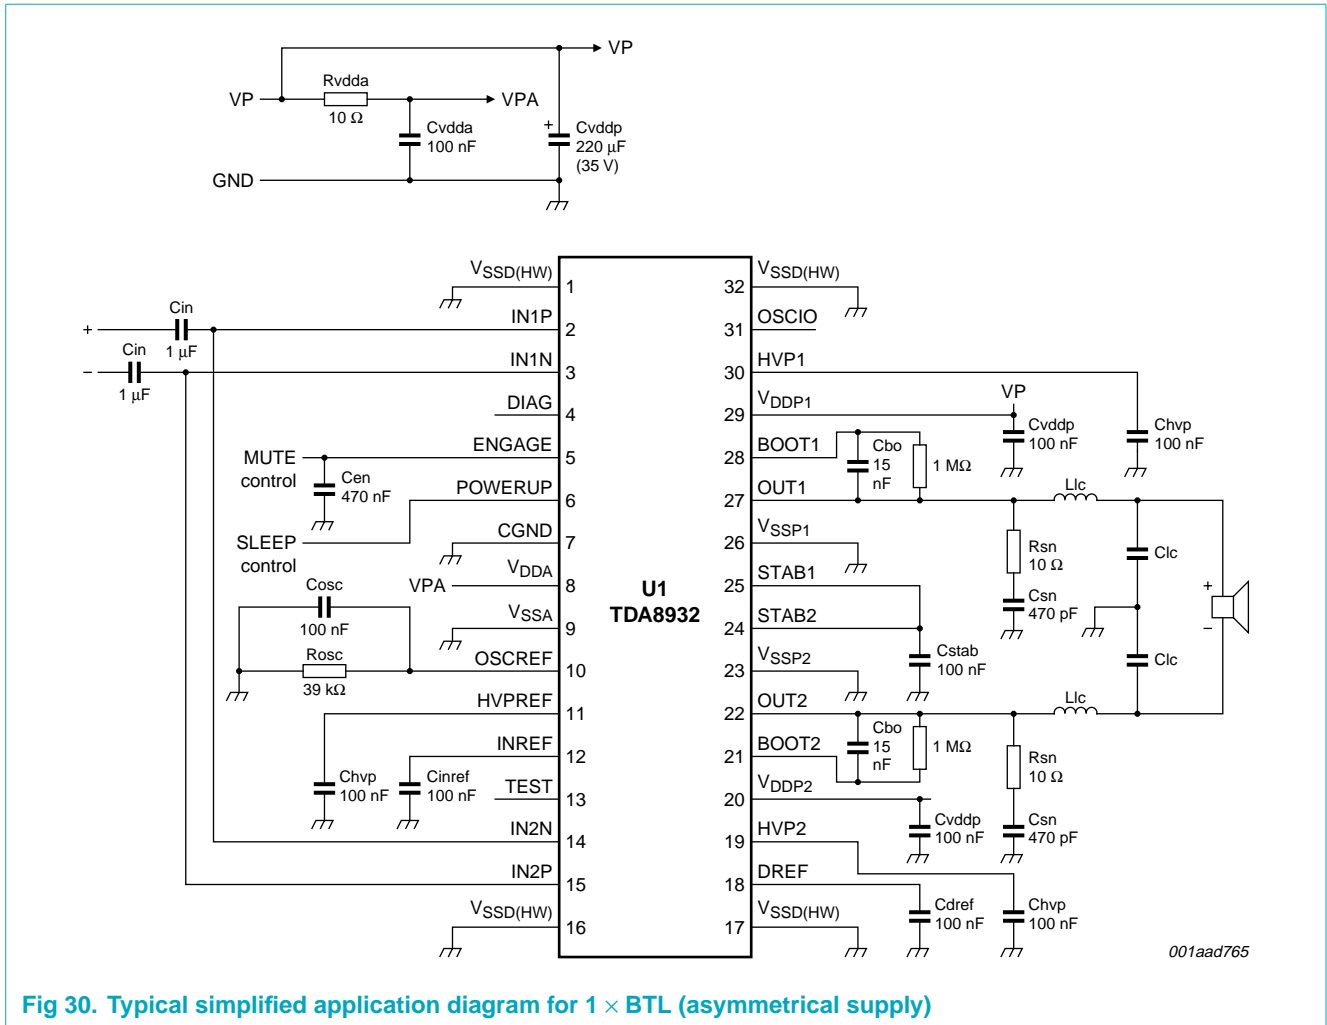 VP
Rvdda
VP
VPA
10 Ω
Cvdda
100 nF
+
Cvddp
220 µF
(35 V)
GND
VSSD(HW)
1
Cin
+
1 µF
IN1P
2
Cin
−
1 µF
IN1N
3
DIAG
4
MUTE
control
ENGAGE
5
Cen
470 nF
POWERUP
6
SLEEP
control
CGND
7
VPA
VDDA
8
Cosc
100 nF
VSSA
9
Rosc
39 kΩ
OSCREF
10
HVPREF
11
Chvp
100 nF
Cinref
100 nF
INREF
12
TEST
13
IN2N
14
IN2P
15
VSSD(HW)
16
U1
TDA8932
32
VSSD(HW)
31
OSCIO
30
HVP1
29
VDDP1
VP
Cvddp
100 nF
Chvp
100 nF
28
BOOT1
Cbo
15
nF
1 MΩ
27
OUT1
Llc
26
VSSP1
Rsn
10 Ω
Clc
25
STAB1
Csn
470 pF
+
−
24
STAB2
Cstab
100 nF
23
VSSP2
Clc
22
OUT2
Llc
Cbo
15
nF
1 MΩ
21
BOOT2
Rsn
10 Ω
20
VDDP2
Cvddp
100 nF
Csn
470 pF
19
HVP2
18
DREF
Cdref
100 nF
Chvp
100 nF
17
VSSD(HW)
001aad765
Fig 30. Typical simplified application diagram for 1 × BTL (asymmetrical supply)